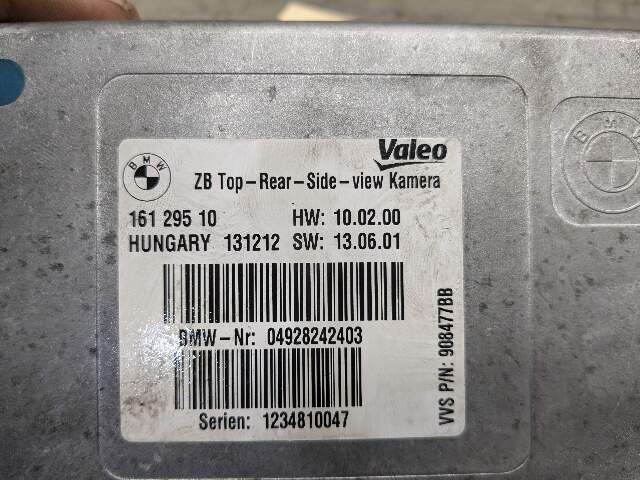 BMW
Valeo
ZB Top-Rear-Side-view Kamera
161 295 10 HW: 10.02.00
HUNGARY 131212 SW: 13.06.01
BMW-Nr: 04928242403
Serien: 1234810047
VVS P/N: 908477BB
BMW